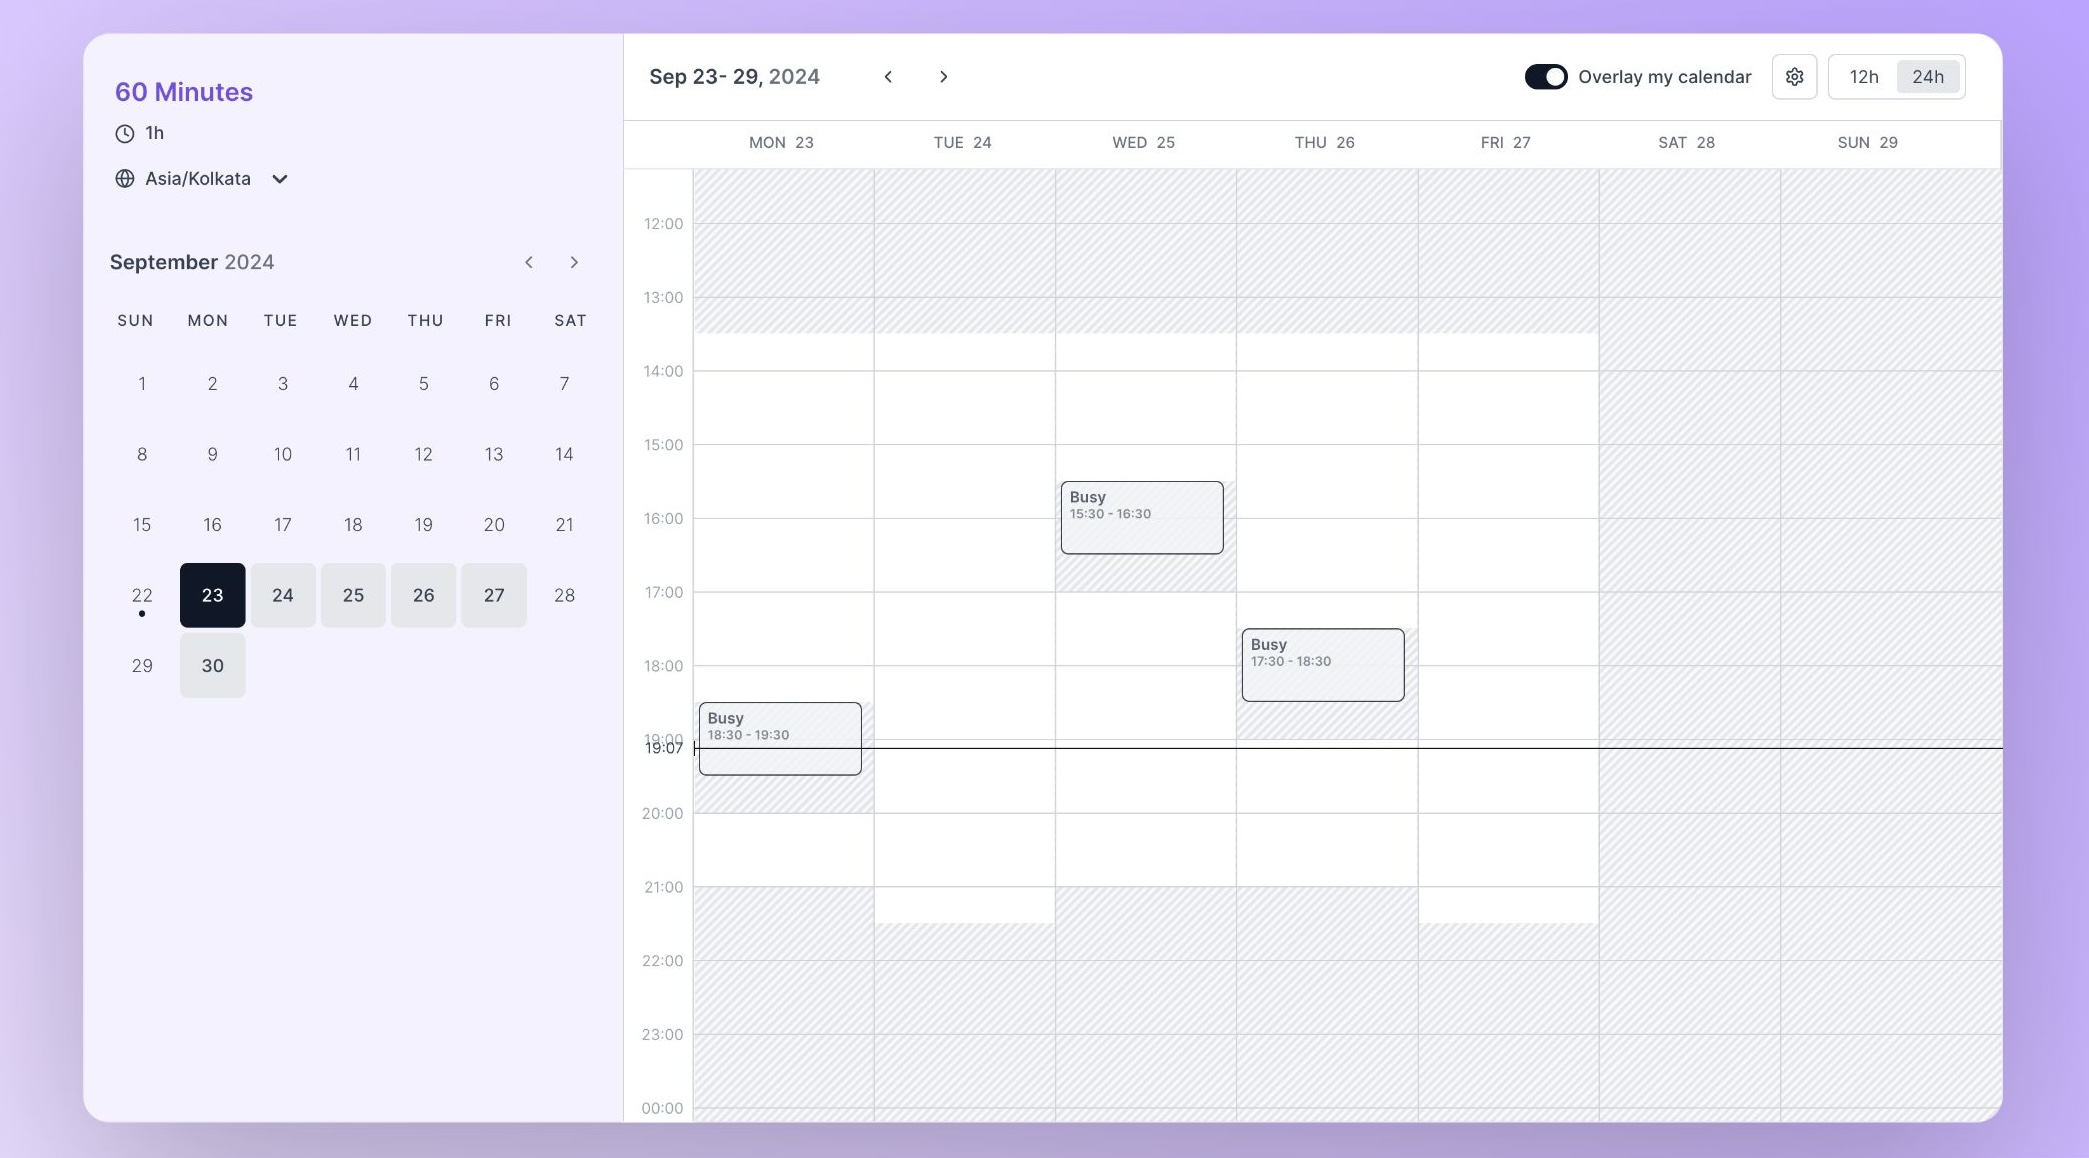 60 Minutes
1h
Asia/Kolkata
September 2024
SUN MON TUE WED THU FRI SAT
1 2 3 4 5 6 7
8 9 10 11 12 13 14
15 16 17 18 19 20 21
22 23 24 25 26 27 28
29 30
Sep 23- 29, 2024
Overlay my calendar
12h 24h
MON 23 TUE 24 WED 25 THU 26 FRI 27 SAT 28 SUN 29
12:00
13:00
14:00
15:00
Busy
15:30 - 16:30
16:00
17:00
Busy
17:30 - 18:30
18:00
Busy
18:30 - 19:30
19:00
19:07
20:00
21:00
22:00
23:00
00:00